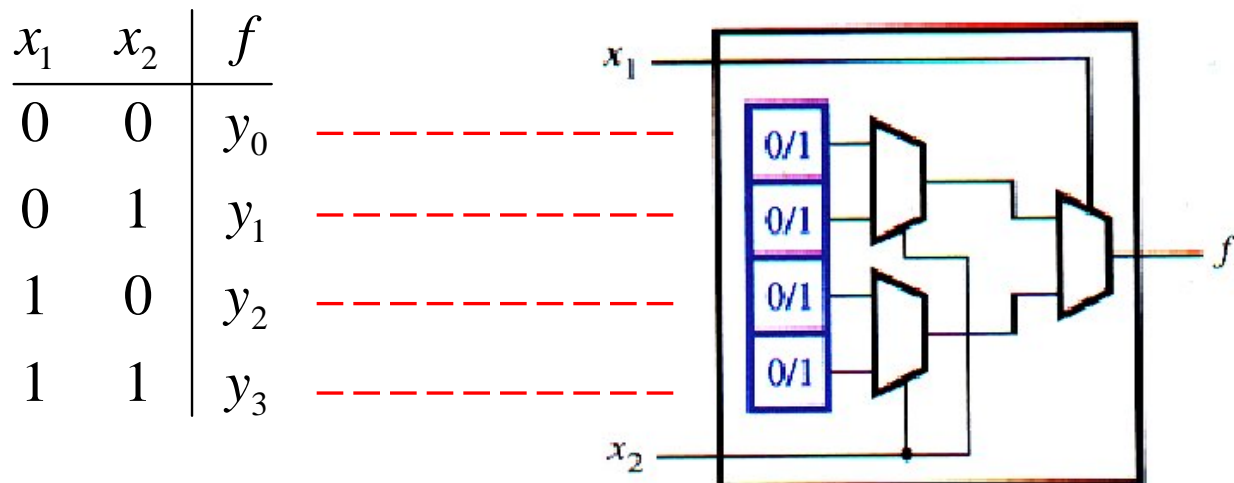 x₁ x₂ f
0 0 y₀
0 1 y₁
1 0 y₂
1 1 y₃
x₁
0/1
0/1
0/1
0/1
f
x₂